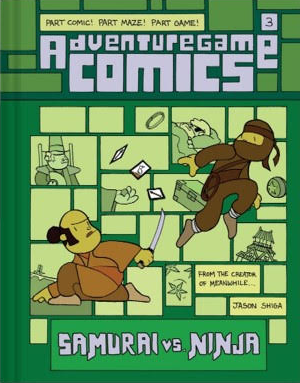 PART COMIC! PART MAZE! PART GAME!
3
ADVENTUREGAME
COMICS
FROM THE CREATOR
OF MEANWHILE...
JASON SHIGA
SAMURAI VS. NINJA